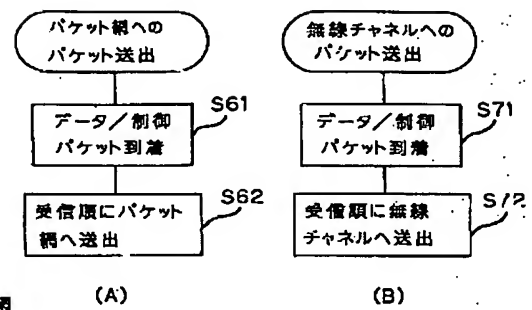 パケット網への
パケット送出
データ/制御
パケット到着
S61
受信順にパケット
網へ送出
S62
(A)
無線チャネルへの
パケット送出
データ/制御
パケット到着
S71
受信順に無線
チャネルへ送出
S72
(B)